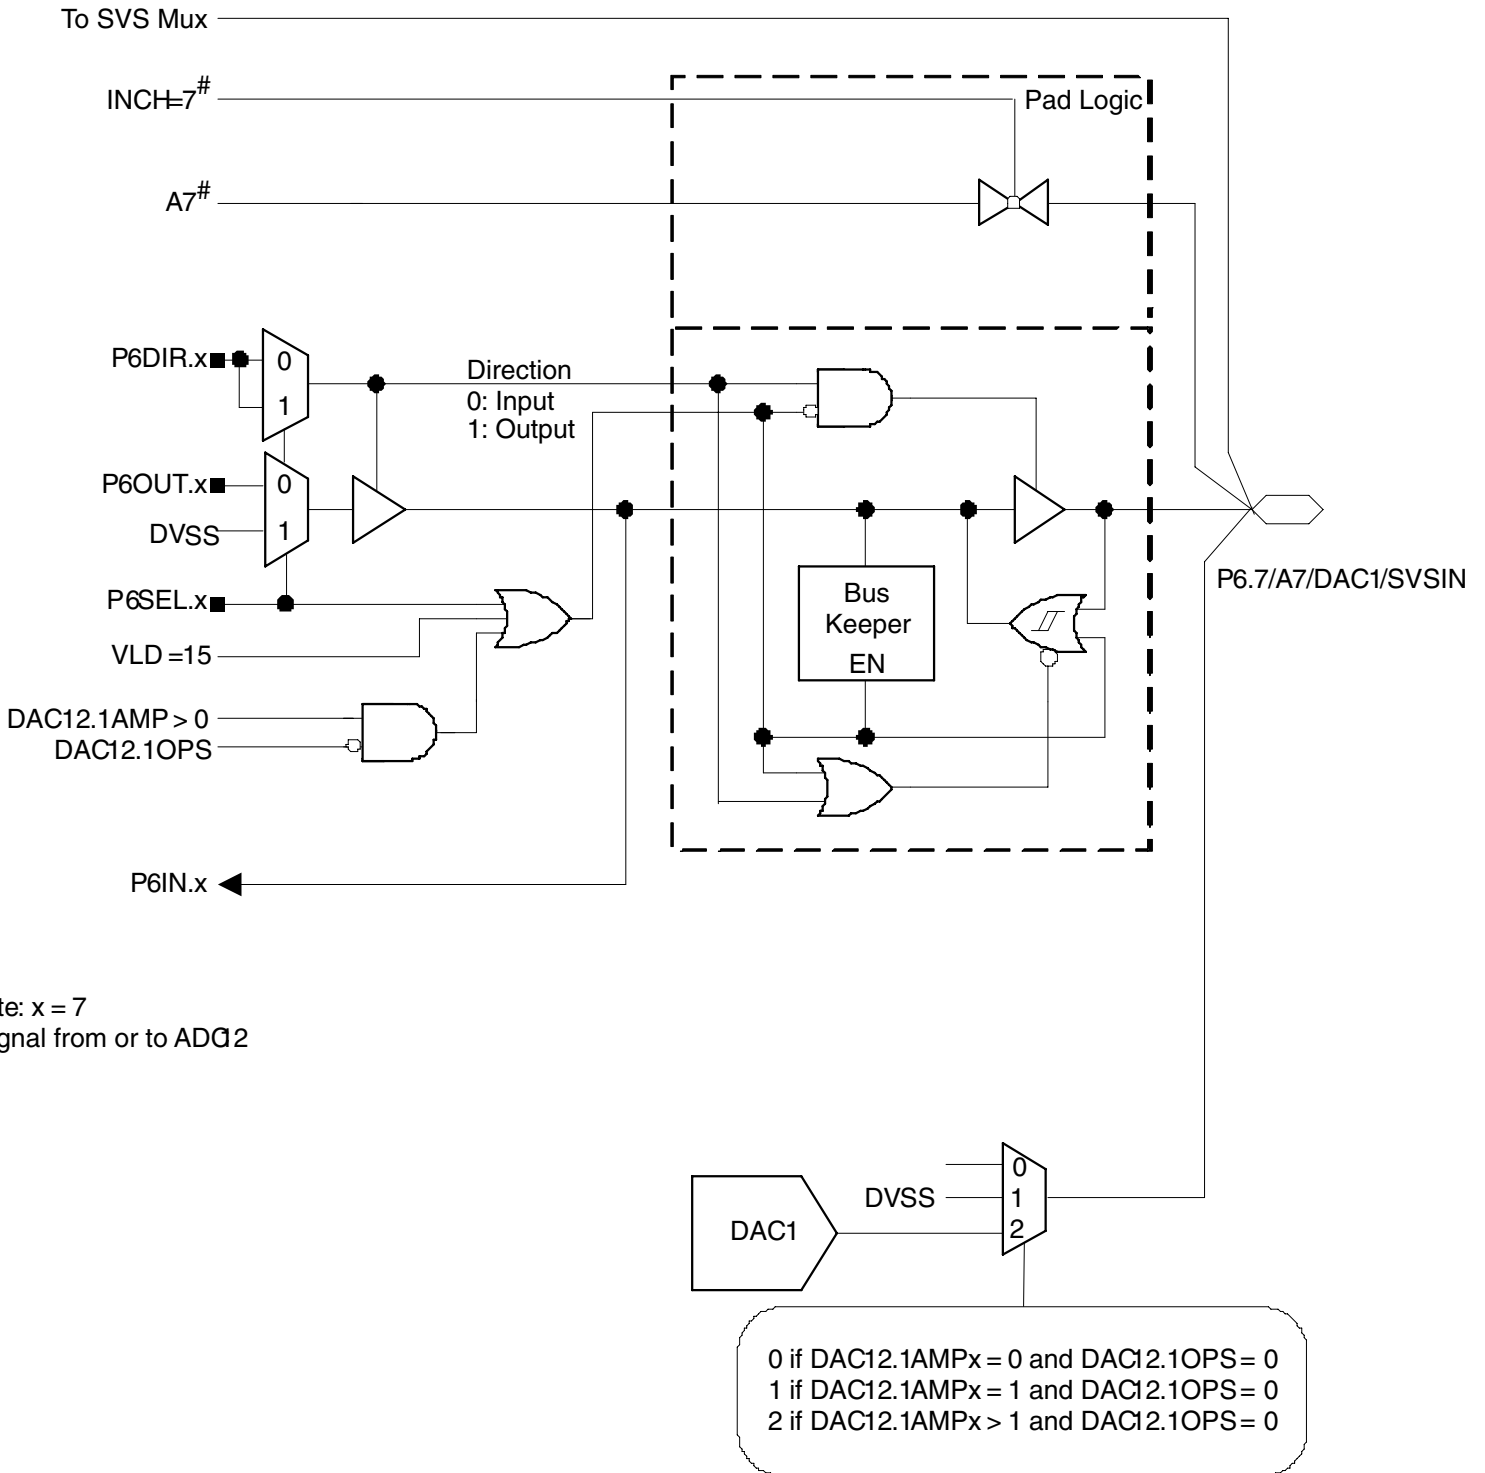 To SVS Mux
INCH=7#
Pad Logic
A7#
P6DIR.x
0
1
Direction
0: Input
1: Output
P6OUT.x
0
DVSS
1
P6.7/A7/DAC1/SVSIN
Bus
Keeper
EN
P6SEL.x
VLD =15
DAC12.1AMP > 0
DAC12.1OPS
P6IN.x
te: x = 7
gnal from or to ADC12
0
DVSS
1
DAC1
2
0 if DAC12.1AMPx = 0 and DAC12.1OPS = 0
1 if DAC12.1AMPx = 1 and DAC12.1OPS = 0
2 if DAC12.1AMPx > 1 and DAC12.1OPS = 0